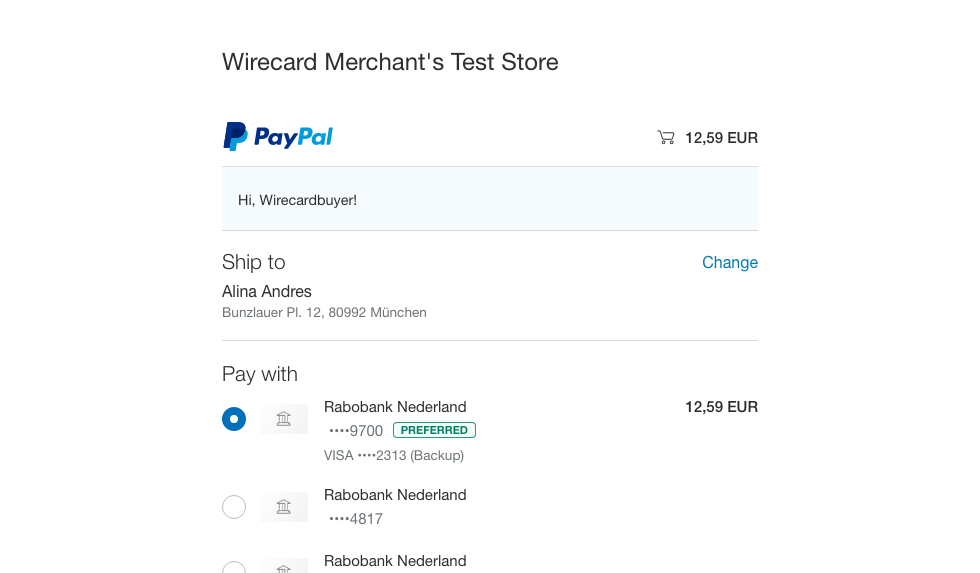 Wirecard Merchant's Test Store
PayPal
12,59 EUR
Hi, Wirecardbuyer!
Ship to
Change
Alina Andres
Bunzlauer Pl. 12, 80992 München
Pay with
Rabobank Nederland
12,59 EUR
••••9700 PREFERRED
VISA ••••2313 (Backup)
Rabobank Nederland
••••4817
Rabobank Nederland